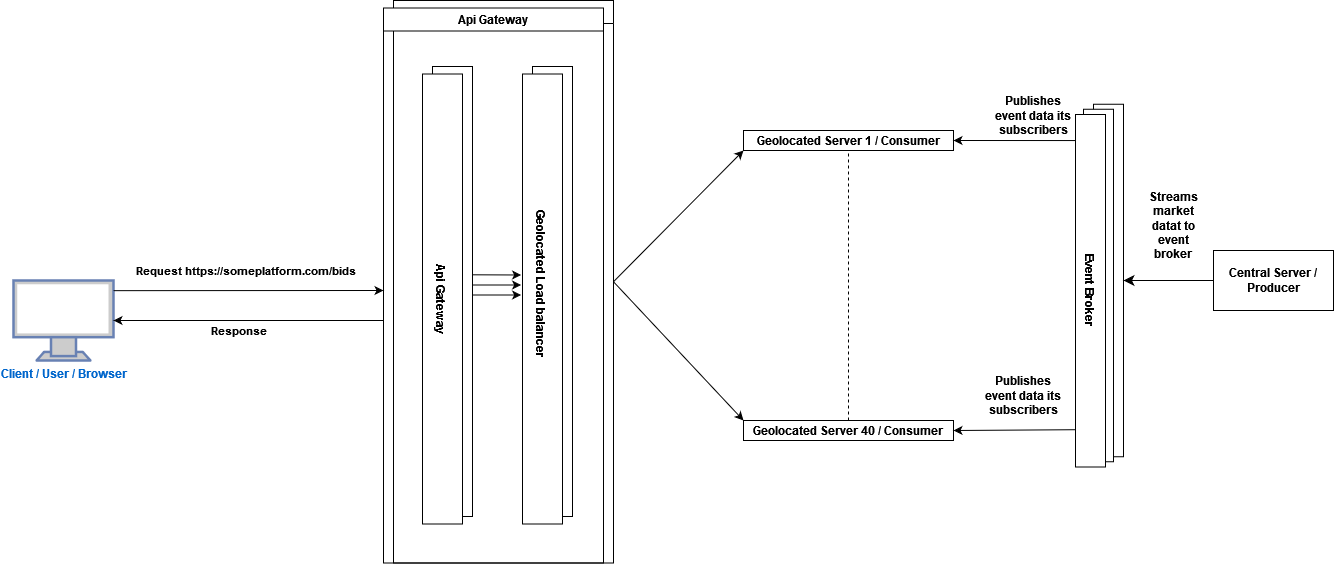 Api Gateway
Api Gateway
Geolocated Load balancer
Request https://someplatform.com/bids
Response
Client / User / Browser
Geolocated Server 1 / Consumer
Geolocated Server 40 / Consumer
Publishes
event data its
subscribers
Publishes
event data its
subscribers
Event Broker
Streams
market
datat to
event
broker
Central Server /
Producer